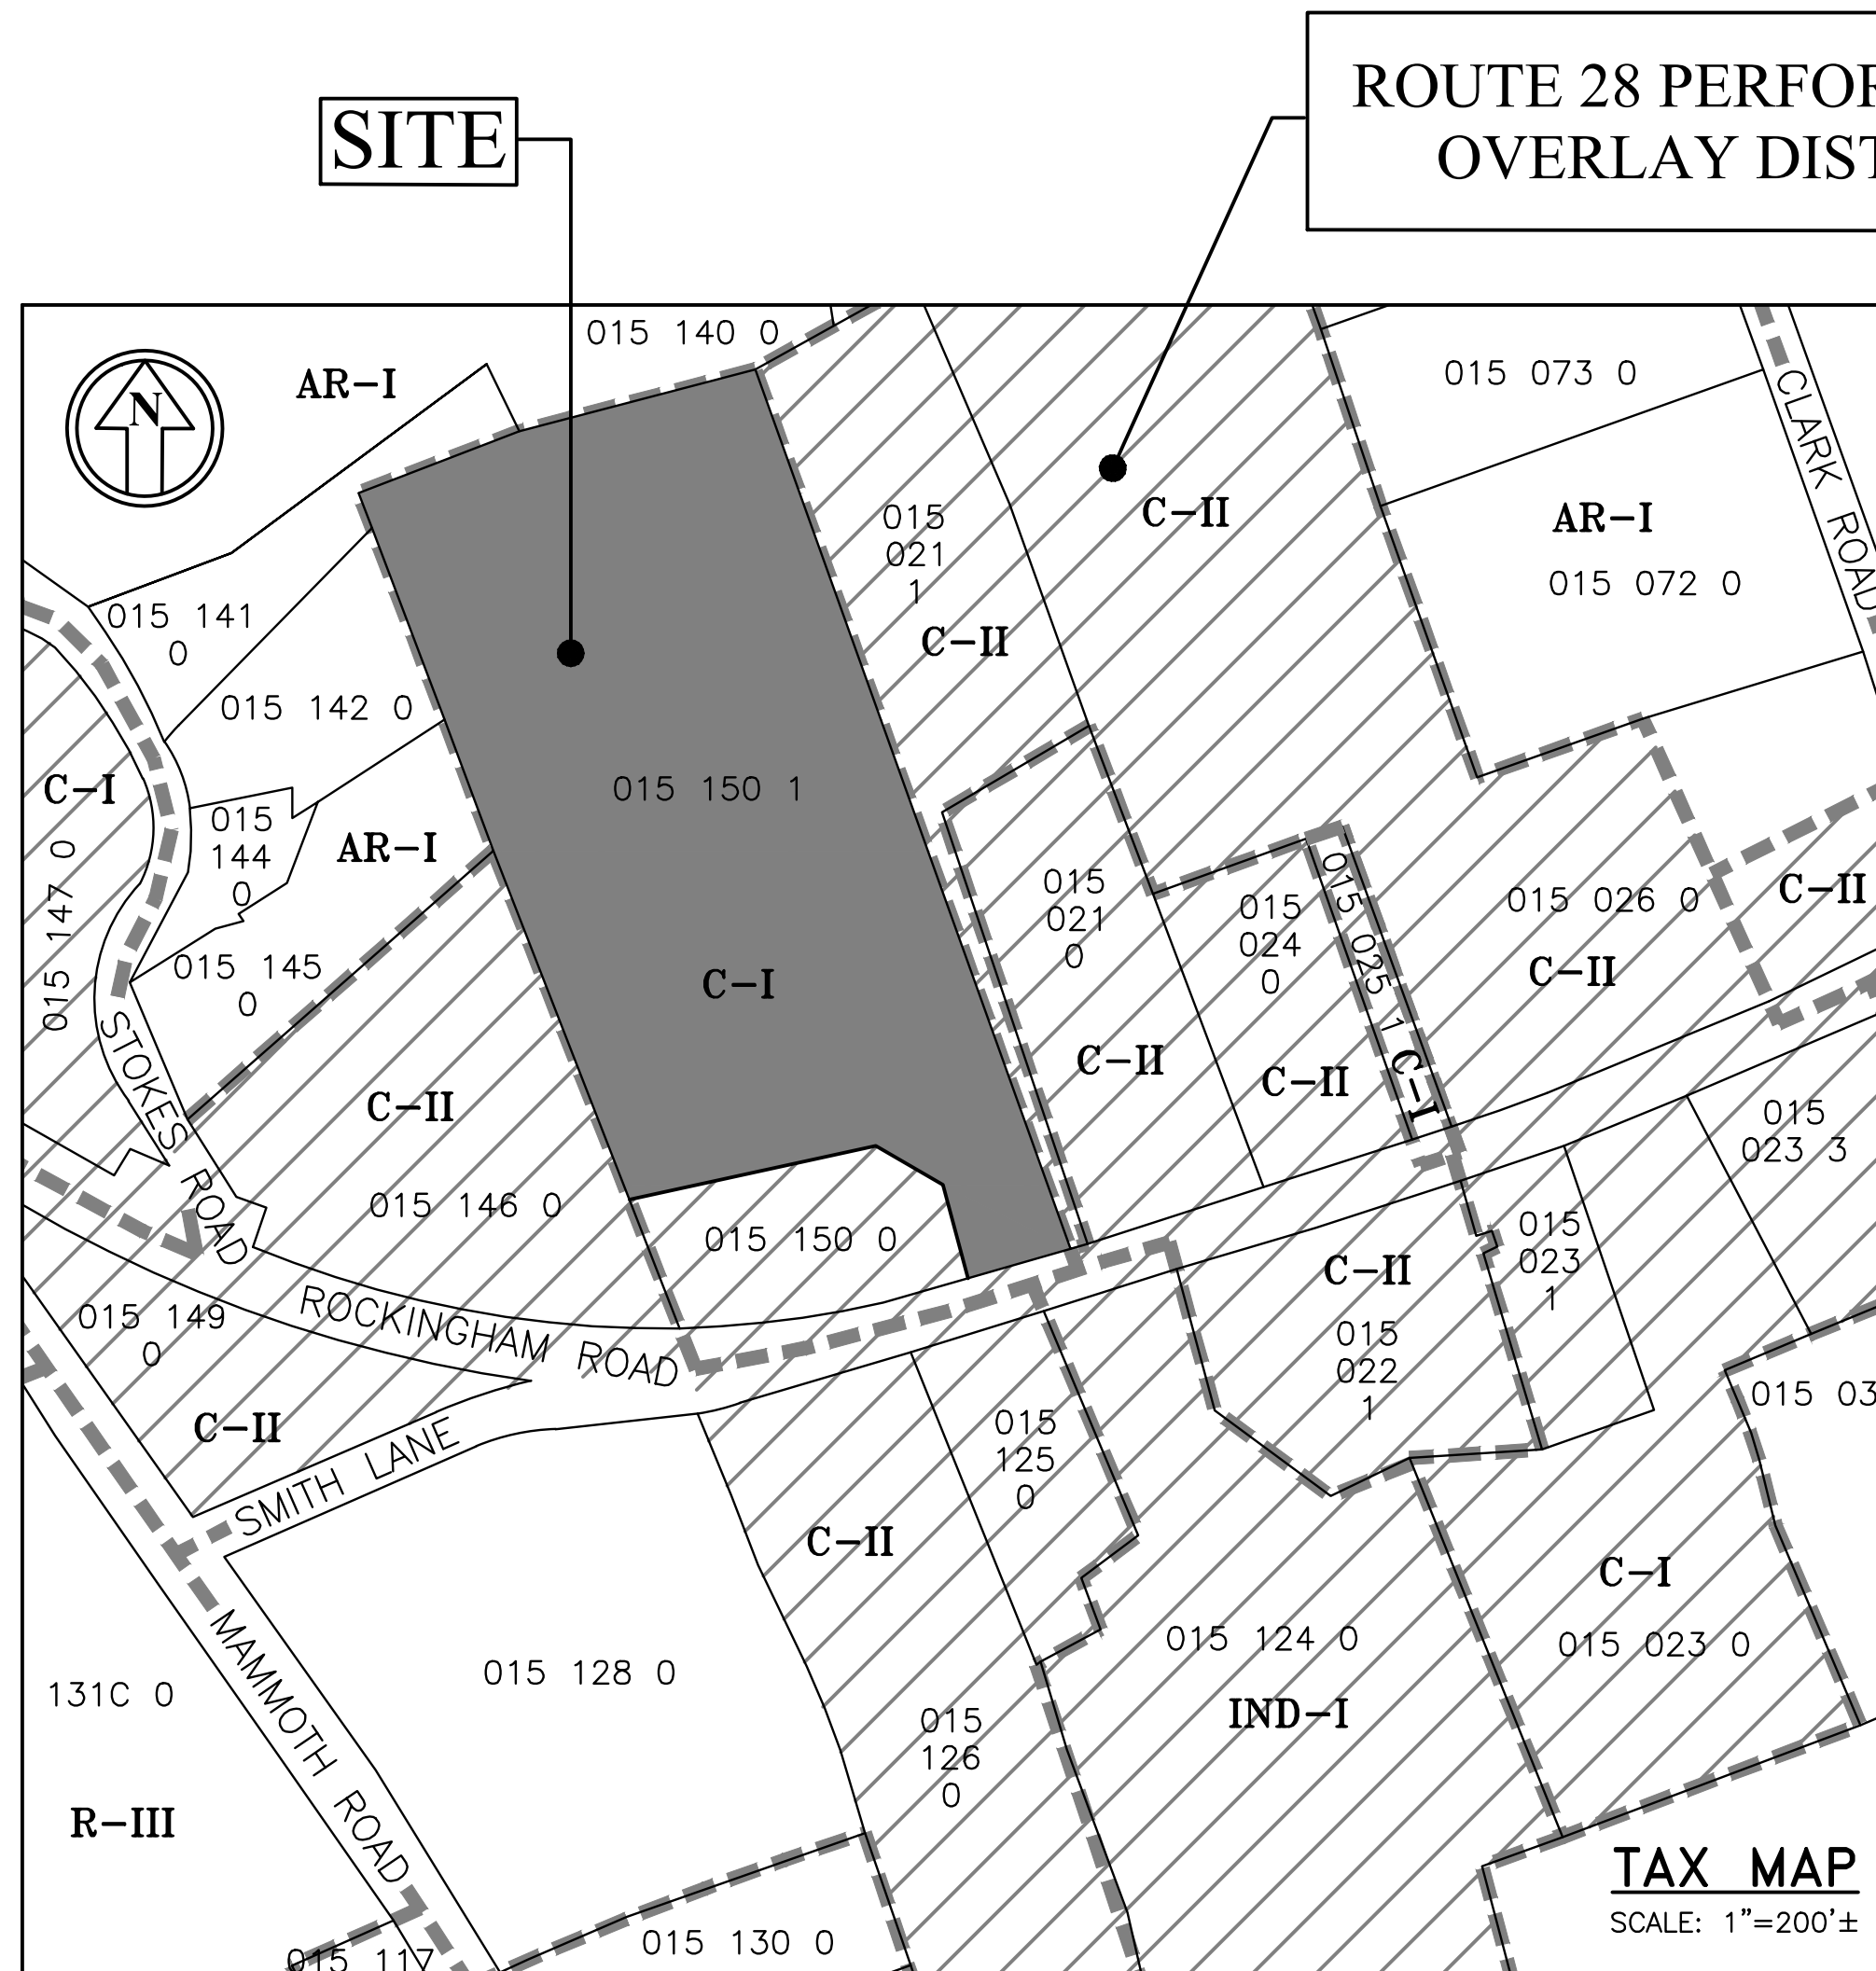 SITE
ROUTE 28 PERFOR
OVERLAY DIST
N
AR-I
015 140 0
015 073 0
CLARK ROAD
AR-I
015 072 0
015
021
1
C-II
C-II
015 141
0
015 142 0
C-I
015 147 0
015
144
0
AR-I
015 145
0
015 150 1
C-I
015
021
0
C-II
015
024
0
C-II
015 025 1
C-I
015 026 0
C-II
C-II
STOKES ROAD
C-II
015 146 0
015 150 0
015
023 3
015
023
1
C-II
015
022
1
015 149
0
C-II
ROCKINGHAM ROAD
SMITH LANE
015
125
0
C-II
015 03
C-I
015 023 0
015 124 0
IND-I
015 128 0
015
126
0
131C 0
R-III
MAMMOTH ROAD
015 130 0
015 117
TAX MAP
SCALE: 1"=200'±